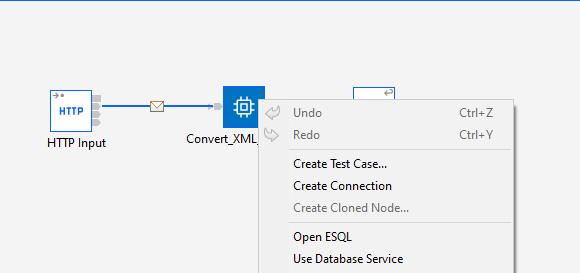 HTTP
HTTP Input
Convert_XML_
Undo Ctrl+Z
Redo Ctrl+Y
Create Test Case...
Create Connection
Create Cloned Node...
Open ESQL
Use Database Service